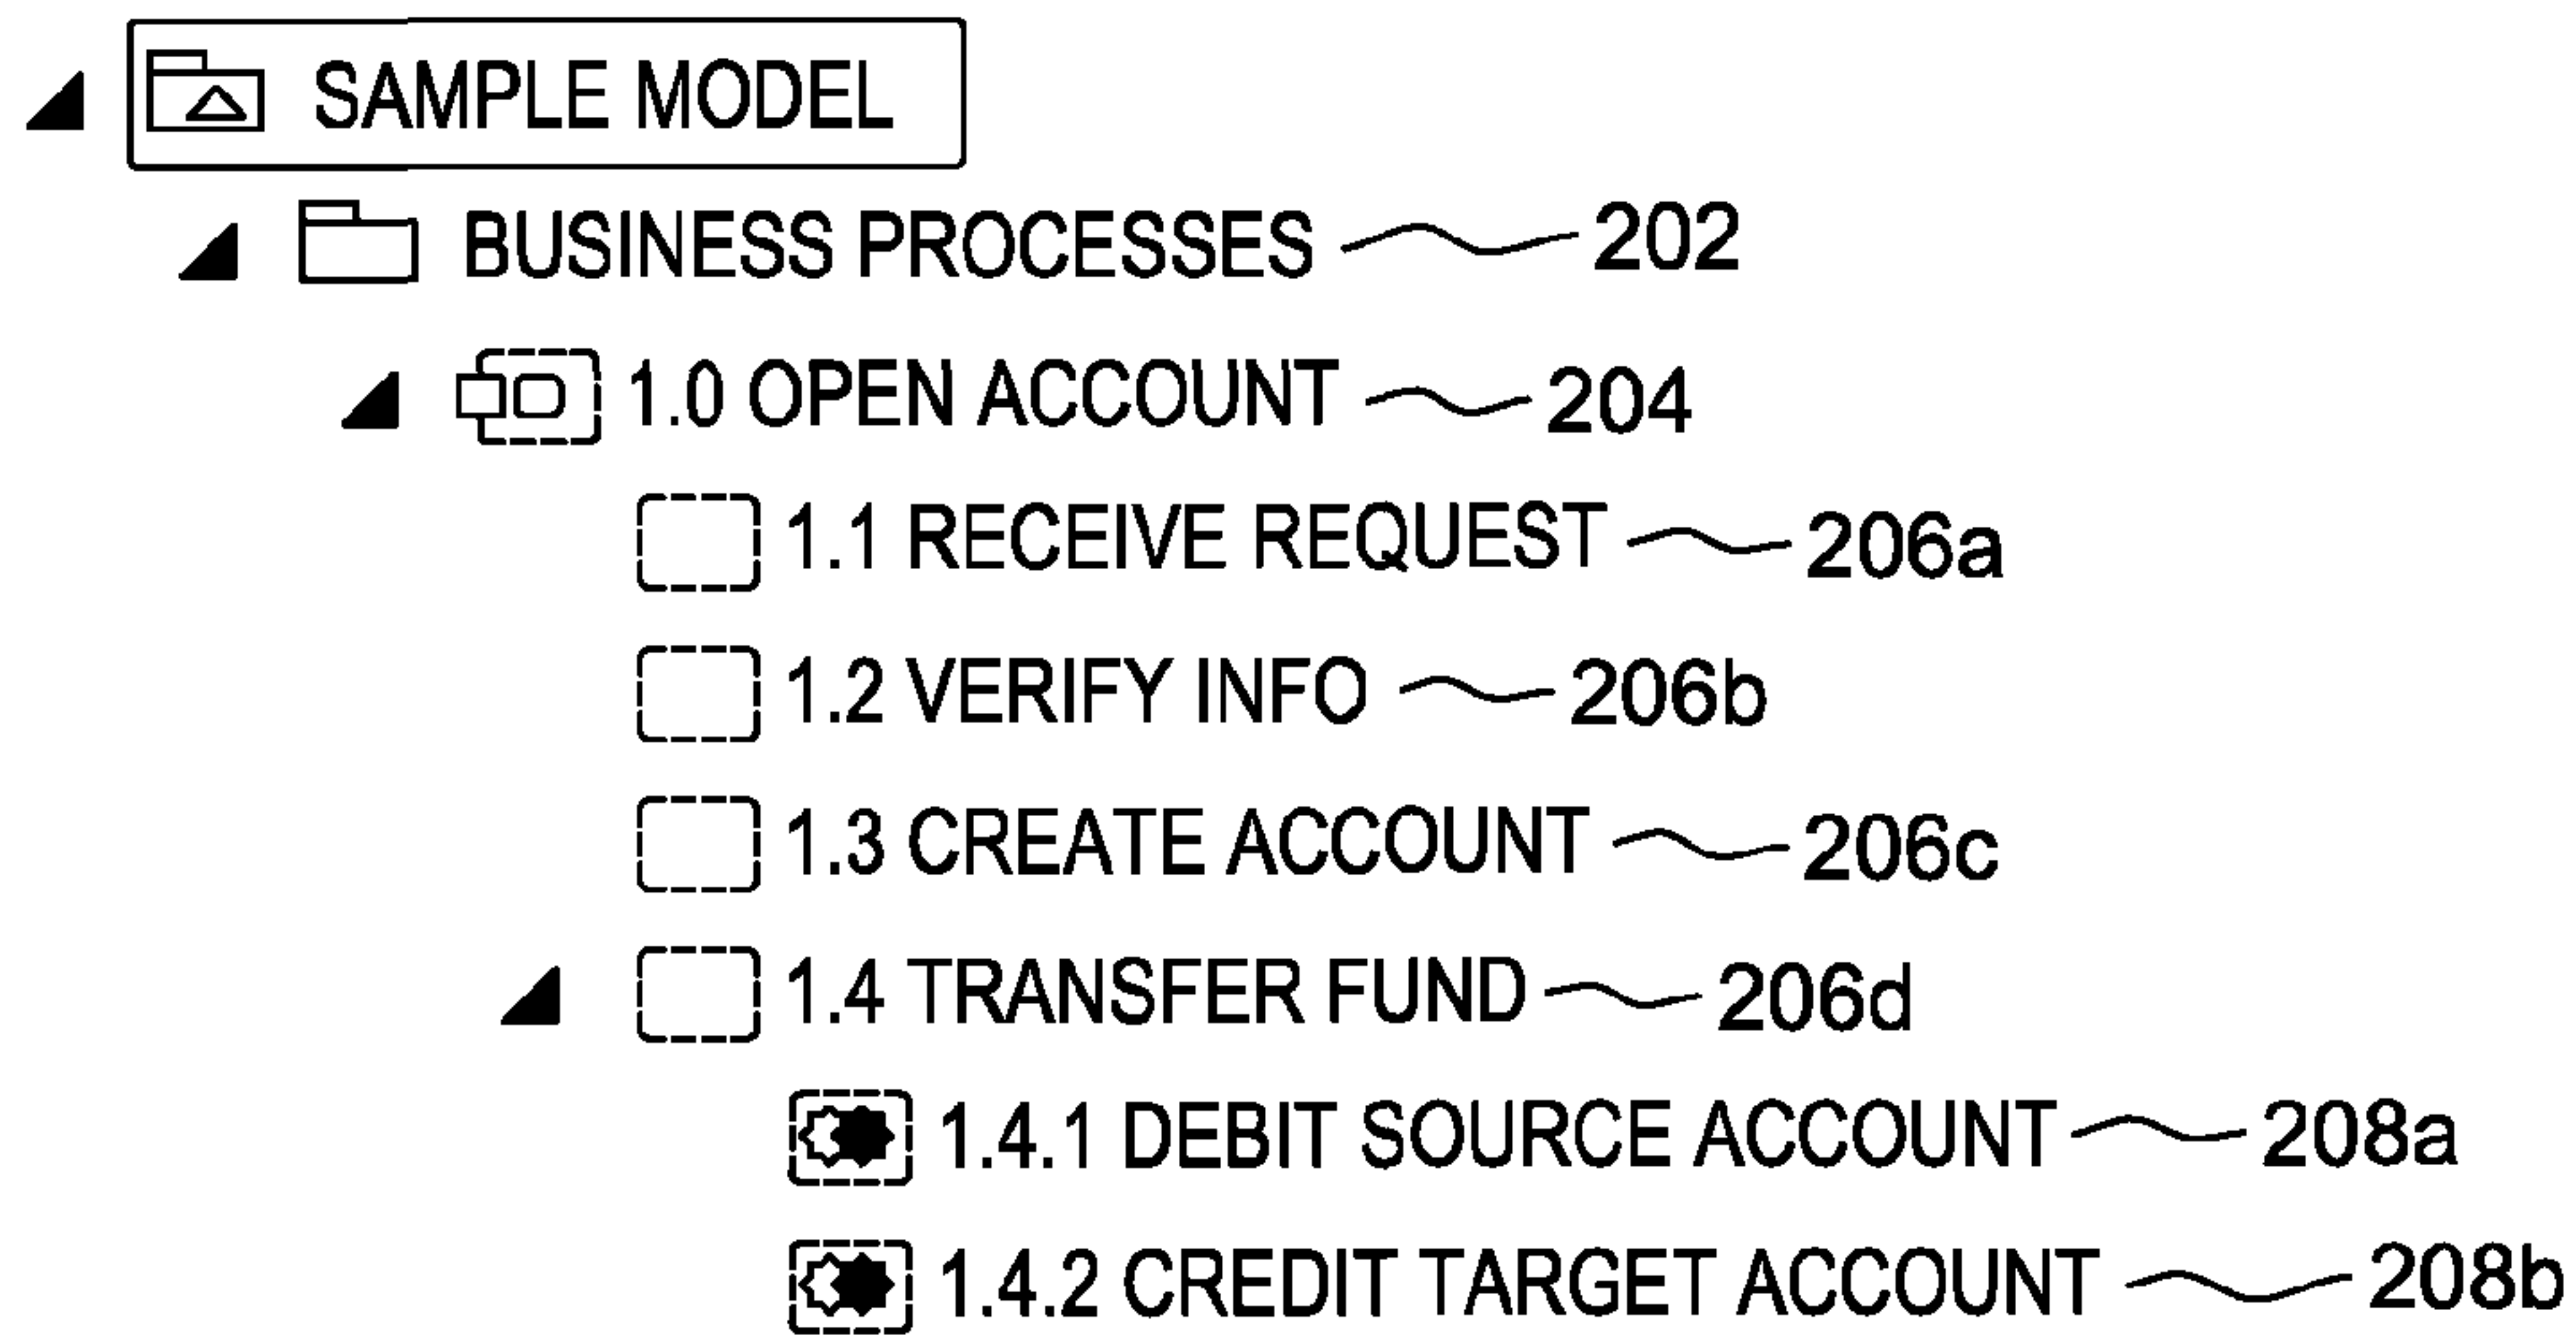 SAMPLE MODEL
BUSINESS PROCESSES 202
1.0 OPEN ACCOUNT 204
1.1 RECEIVE REQUEST 206a
1.2 VERIFY INFO 206b
1.3 CREATE ACCOUNT 206c
1.4 TRANSFER FUND 206d
1.4.1 DEBIT SOURCE ACCOUNT 208a
1.4.2 CREDIT TARGET ACCOUNT 208b